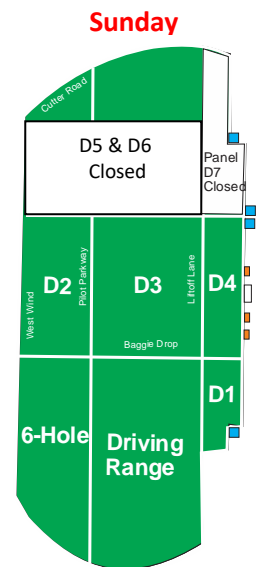 Sunday
Cutter Road
D5 & D6
Closed
Panel
D7
Closed
West Wind
D2
Pilot Parkway
D3
Liftoff Lane
D4
Baggie Drop
D1
6-Hole
Driving
Range